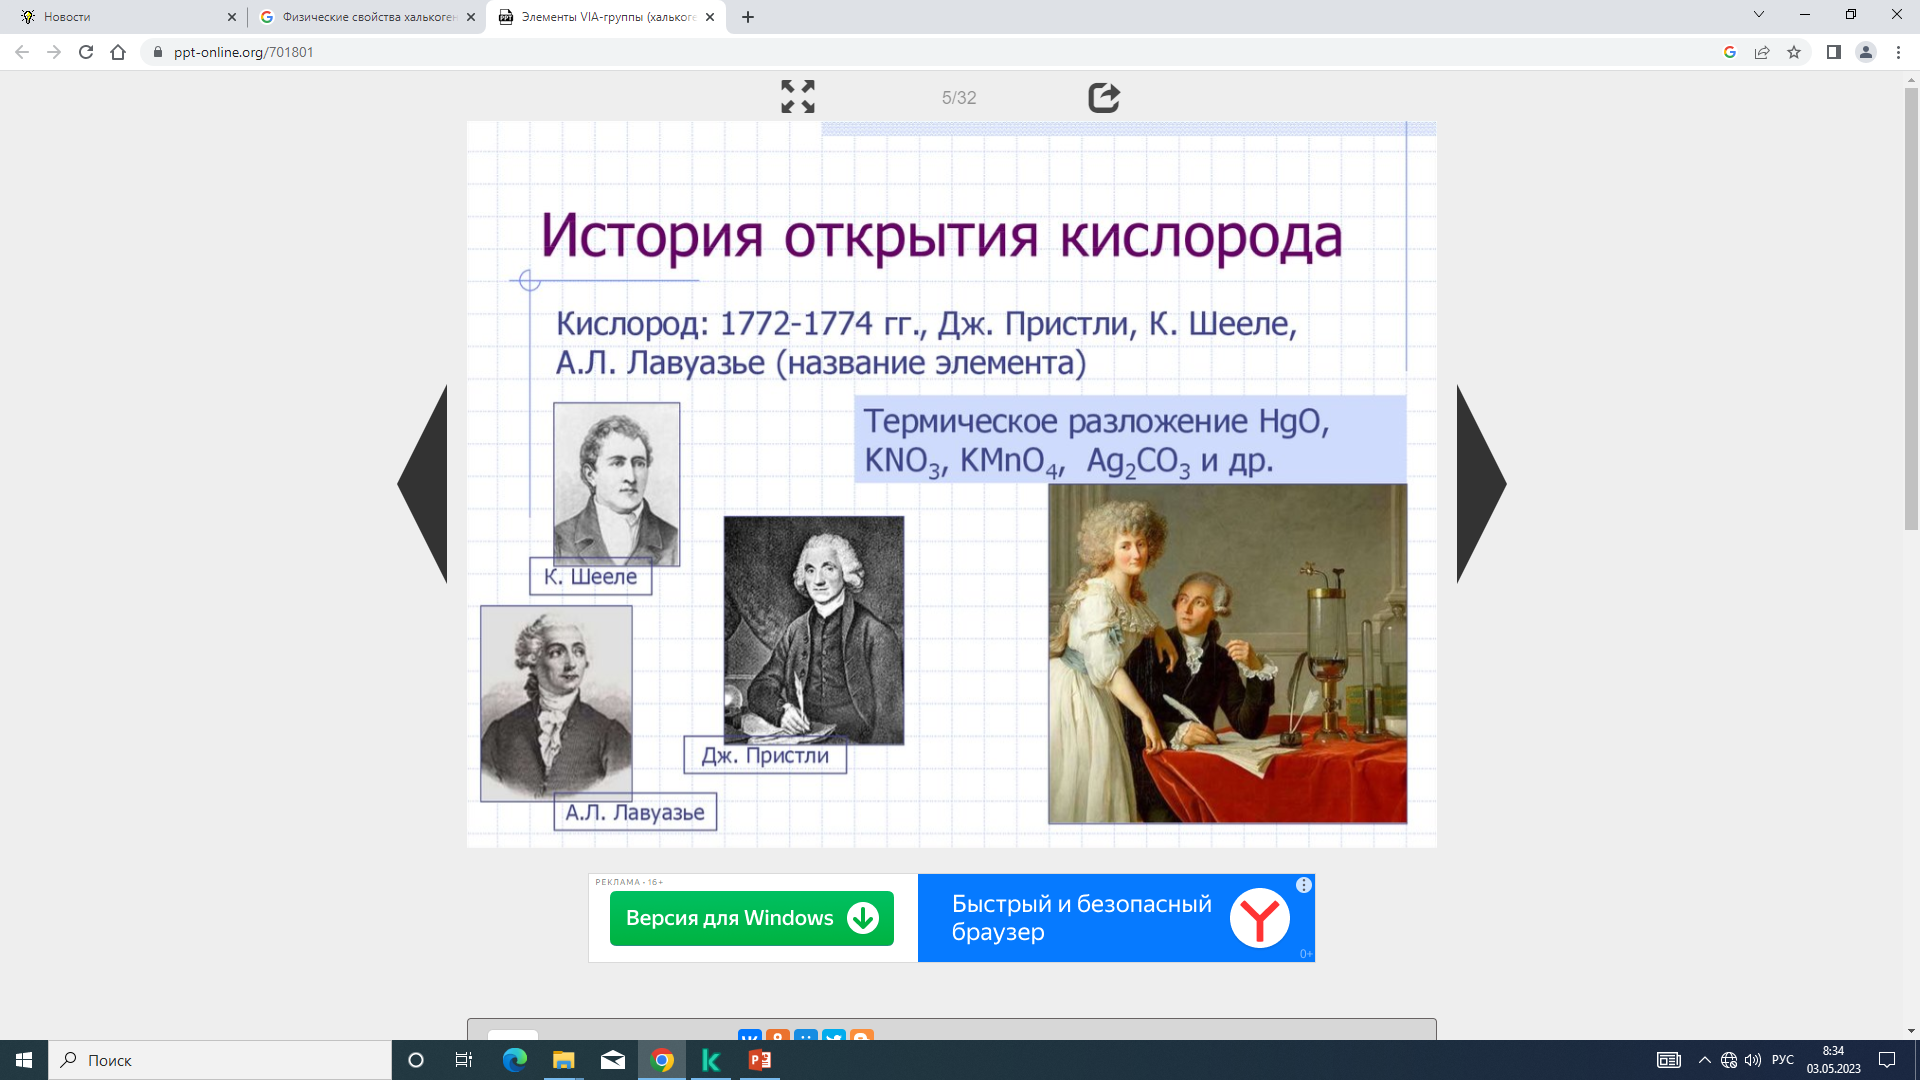 Новости
Физические свойства халькоген
Элементы VIA-группы (халькоге
ppt-online.org/701801
5/32
История открытия кислорода
Кислород: 1772-1774 гг., Дж. Пристли, К. Шееле,
А.Л. Лавуазье (название элемента)
Термическое разложение HgO,
KNO3, KMnO4, Ag2CO3 и др.
К. Шееле
Дж. Пристли
А.Л. Лавуазье
РЕКЛАМА • 16+
Версия для Windows
Быстрый и безопасный
браузер
0+
Поиск
РУС
8:34
03.05.2023